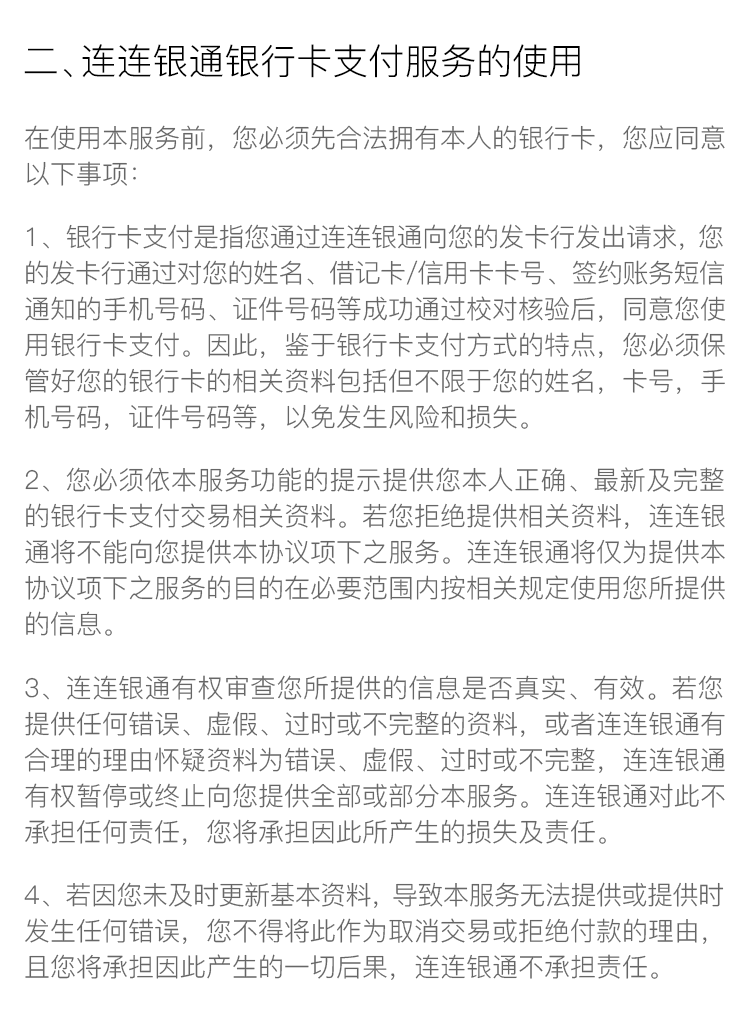 二、连连银通银行卡支付服务的使用
在使用本服务前，您必须先合法拥有本人的银行卡，您应同意
以下事项：
1、银行卡支付是指您通过连连银通向您的发卡行发出请求，您
的发卡行通过对您的姓名、借记卡/信用卡卡号、签约账务短信
通知的手机号码、证件号码等成功通过校对核验后，同意您使
用银行卡支付。因此，鉴于银行卡支付方式的特点，您必须保
管好您的银行卡的相关资料包括但不限于您的姓名，卡号，手
机号码，证件号码等，以免发生风险和损失。
2、您必须依本服务功能的提示提供您本人正确、最新及完整
的银行卡支付交易相关资料。若您拒绝提供相关资料，连连银
通将不能向您提供本协议项下之服务。连连银通将仅为提供本
协议项下之服务的目的在必要范围内按相关规定使用您所提供
的信息。
3、连连银通有权审查您所提供的信息是否真实、有效。若您
提供任何错误、虚假、过时或不完整的资料，或者连连银通有
合理的理由怀疑资料为错误、虚假、过时或不完整，连连银通
有权暂停或终止向您提供全部或部分本服务。连连银通对此不
承担任何责任，您将承担因此所产生的损失及责任。
4、若因您未及时更新基本资料，导致本服务无法提供或提供时
发生任何错误，您不得将此作为取消交易或拒绝付款的理由，
且您将承担因此产生的一切后果，连连银通不承担责任。